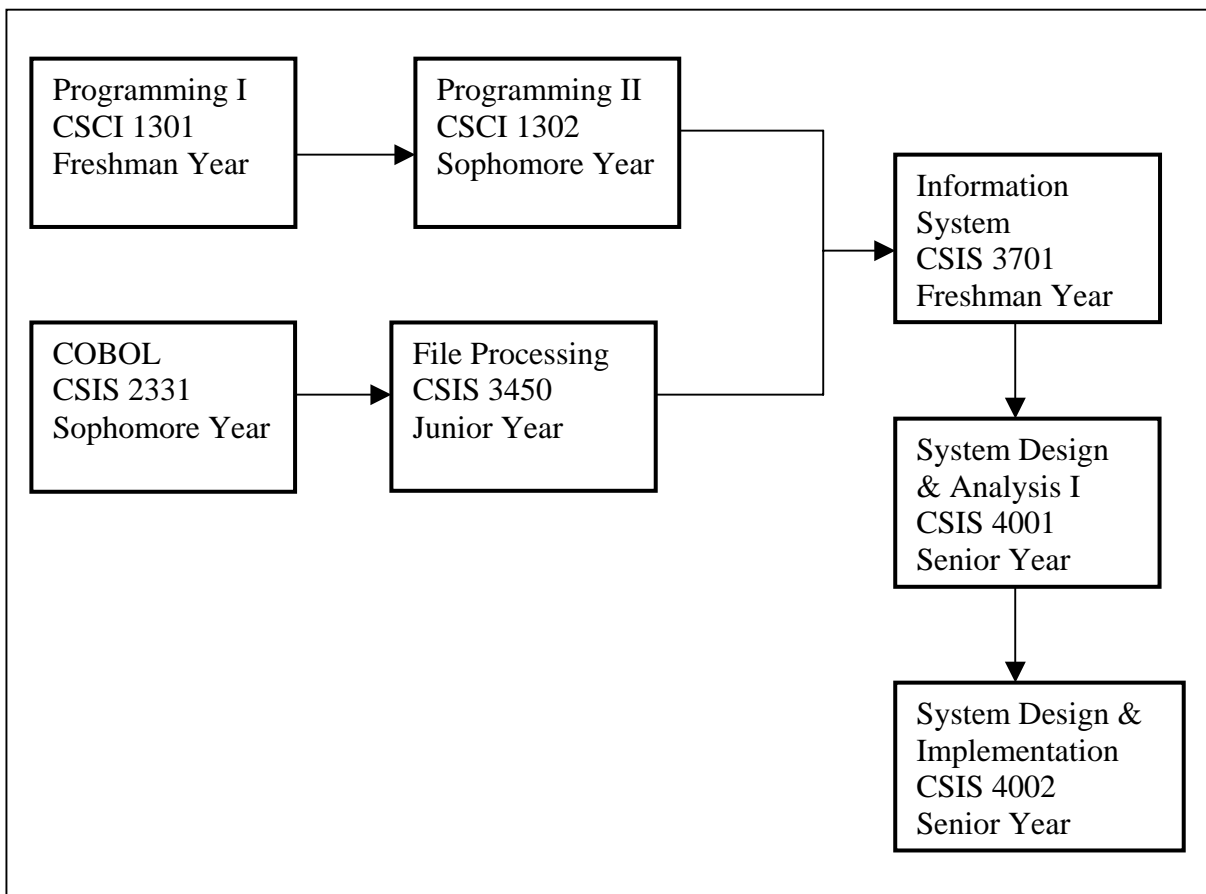 Programming I
CSCI 1301
Freshman Year
Programming II
CSCI 1302
Sophomore Year
Information
System
CSIS 3701
Freshman Year
COBOL
CSIS 2331
Sophomore Year
File Processing
CSIS 3450
Junior Year
System Design
& Analysis I
CSIS 4001
Senior Year
System Design &
Implementation
CSIS 4002
Senior Year